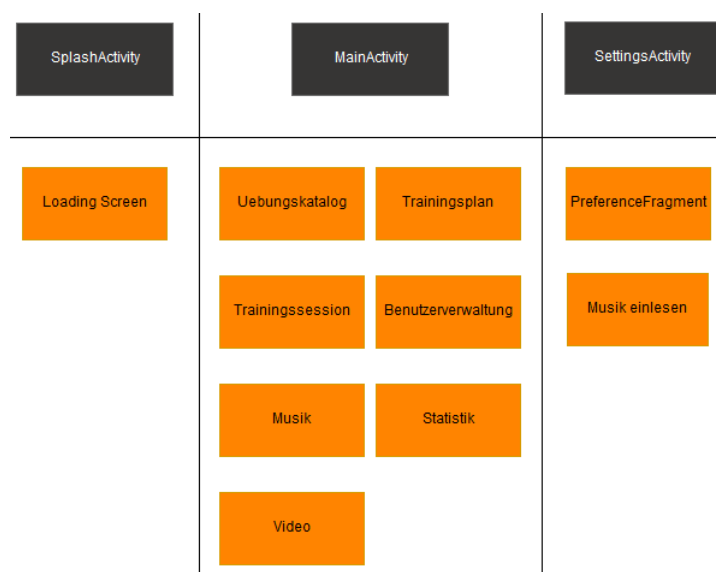 SplashActivity
MainActivity
SettingsActivity
Loading Screen
Uebungskatalog
Trainingsplan
PreferenceFragment
Trainingssession
Benutzerverwaltung
Musik einlesen
Musik
Statistik
Video